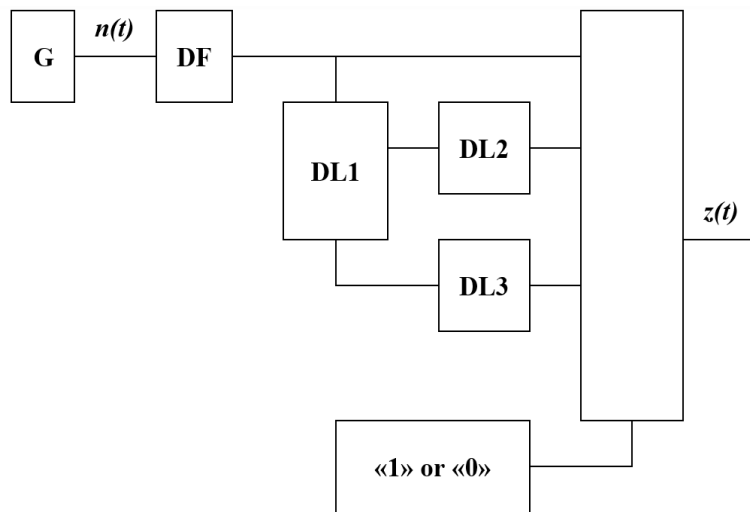 n(t)
G
DF
DL1
DL2
z(t)
DL3
«1» or «0»